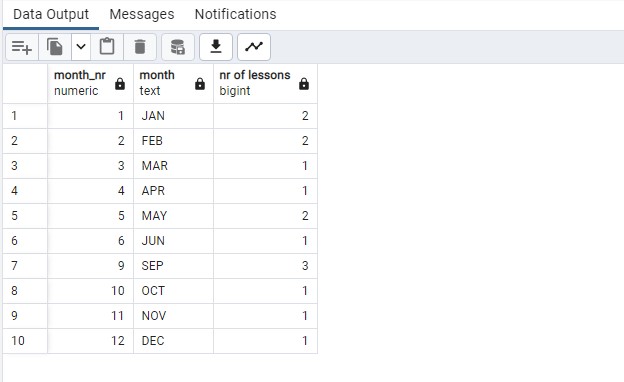 Data Output Messages Notifications
month_nr month nr of lessons
numeric text bigint
1 1 JAN 2
2 2 FEB 2
3 3 MAR 1
4 4 APR 1
5 5 MAY 2
6 6 JUN 1
7 9 SEP 3
8 10 OCT 1
9 11 NOV 1
10 12 DEC 1